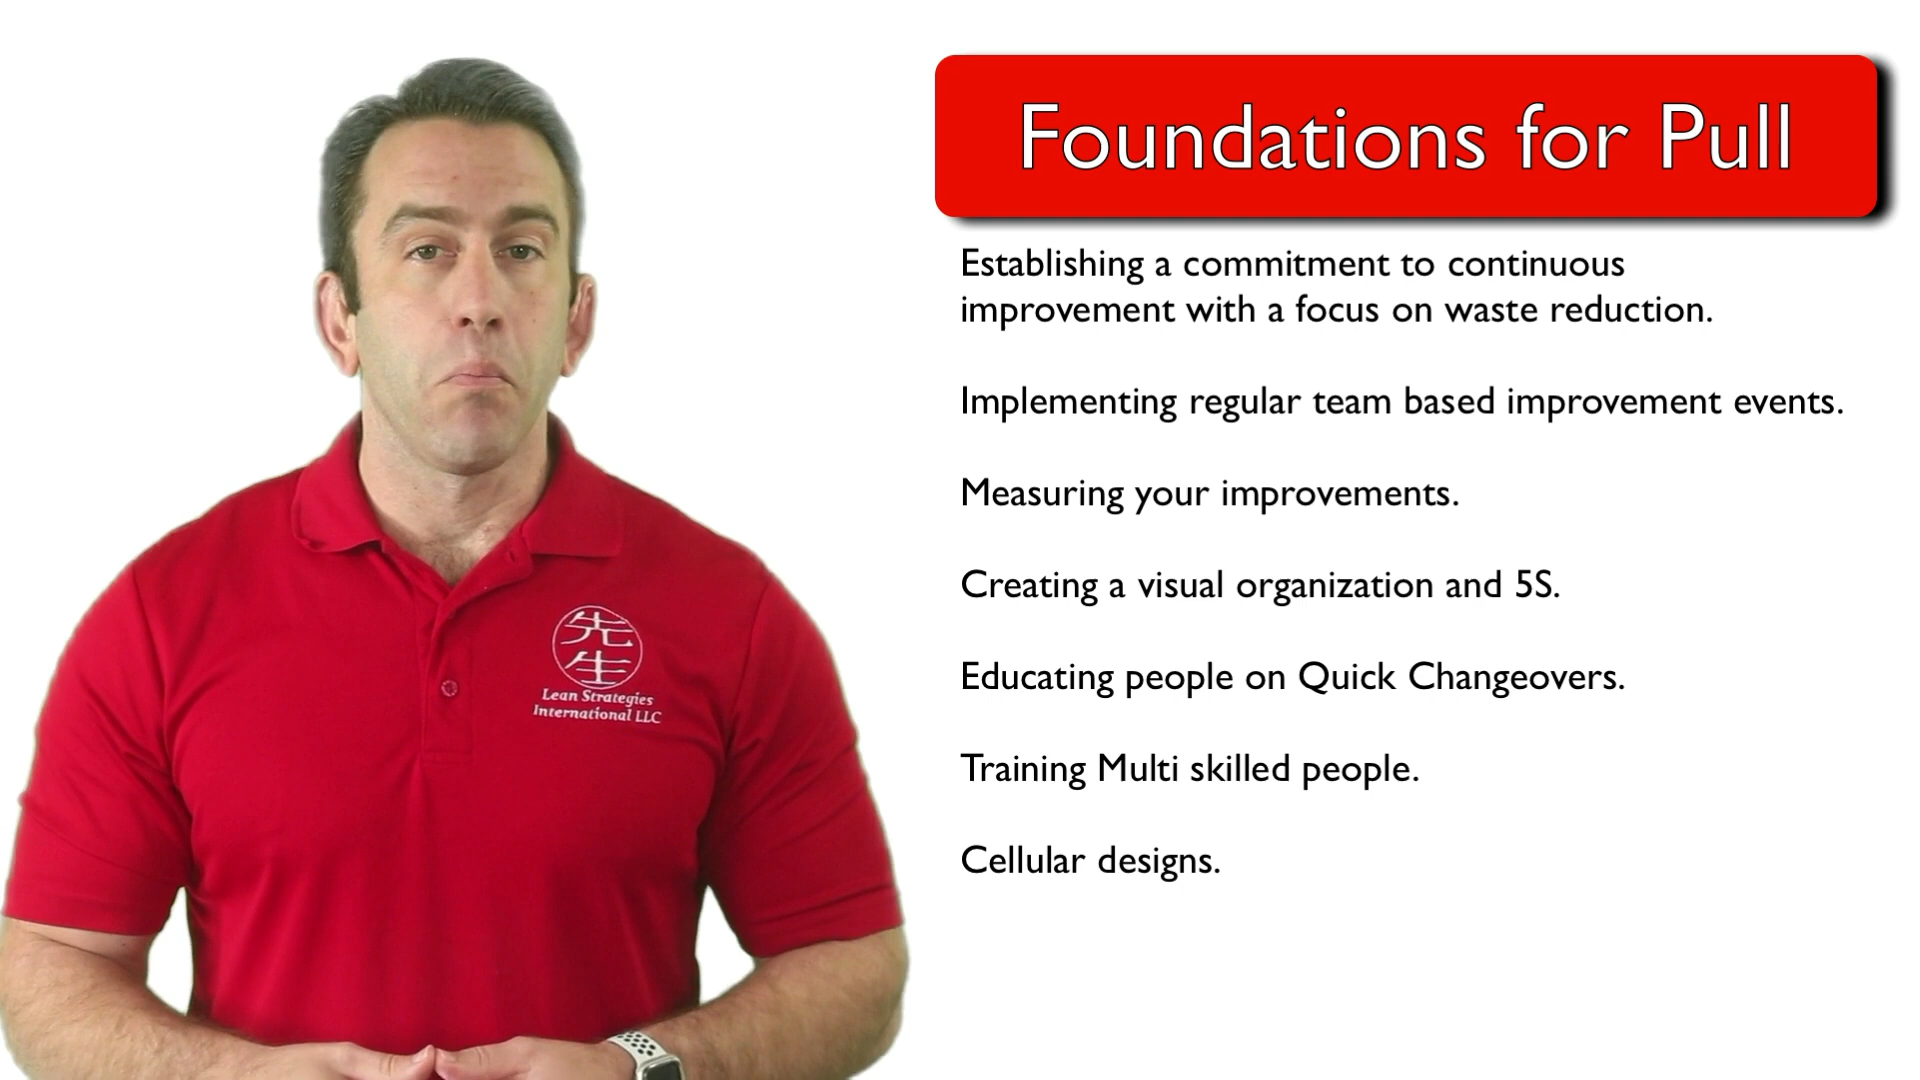 Foundations for Pull
Establishing a commitment to continuous
improvement with a focus on waste reduction.
Implementing regular team based improvement events.
Measuring your improvements.
Creating a visual organization and 5S.
Educating people on Quick Changeovers.
Training Multi skilled people.
Cellular designs.
先
生
Lean Strategies
International LLC